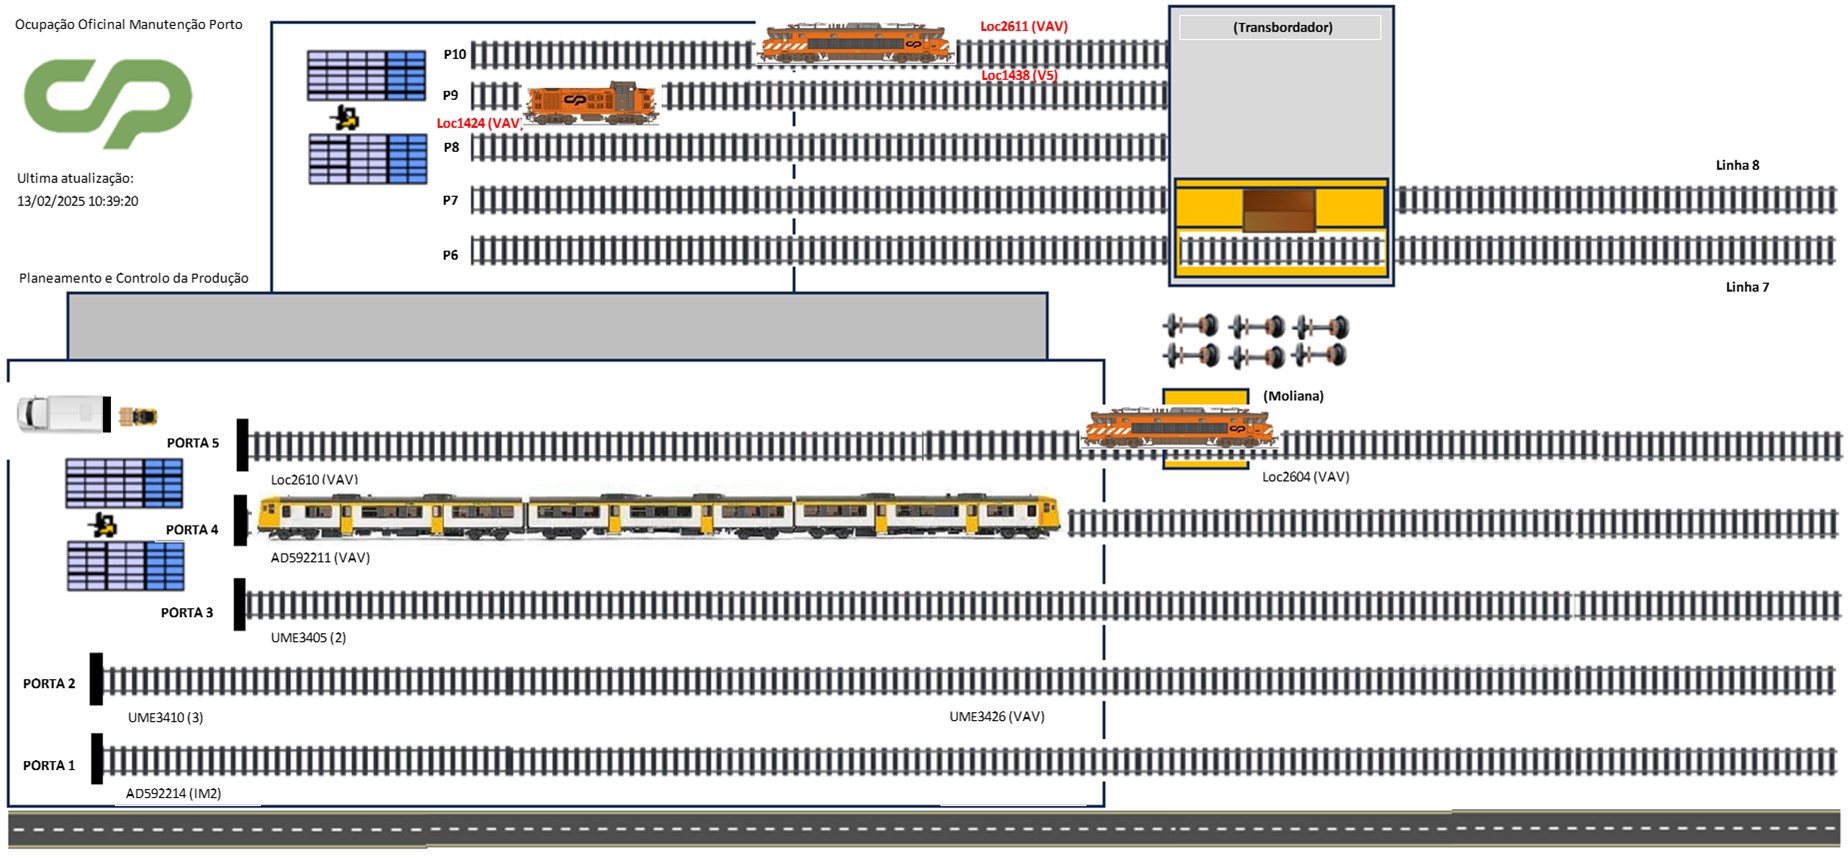 Ocupação Oficinal Manutenção Porto
Ultima atualização:
13/02/2025 10:39:20
Planeamento e Controlo da Produção
P10
Loc2611 (VAV)
(Transbordador)
P9
Loc1438 (V5)
Loc1424 (VAV)
P8
P7
Linha 8
P6
Linha 7
(Moliana)
PORTA 5
Loc2610 (VAV)
Loc2604 (VAV)
PORTA 4
AD592211 (VAV)
PORTA 3
UME3405 (2)
PORTA 2
UME3410 (3)
UME3426 (VAV)
PORTA 1
AD592214 (IM2)